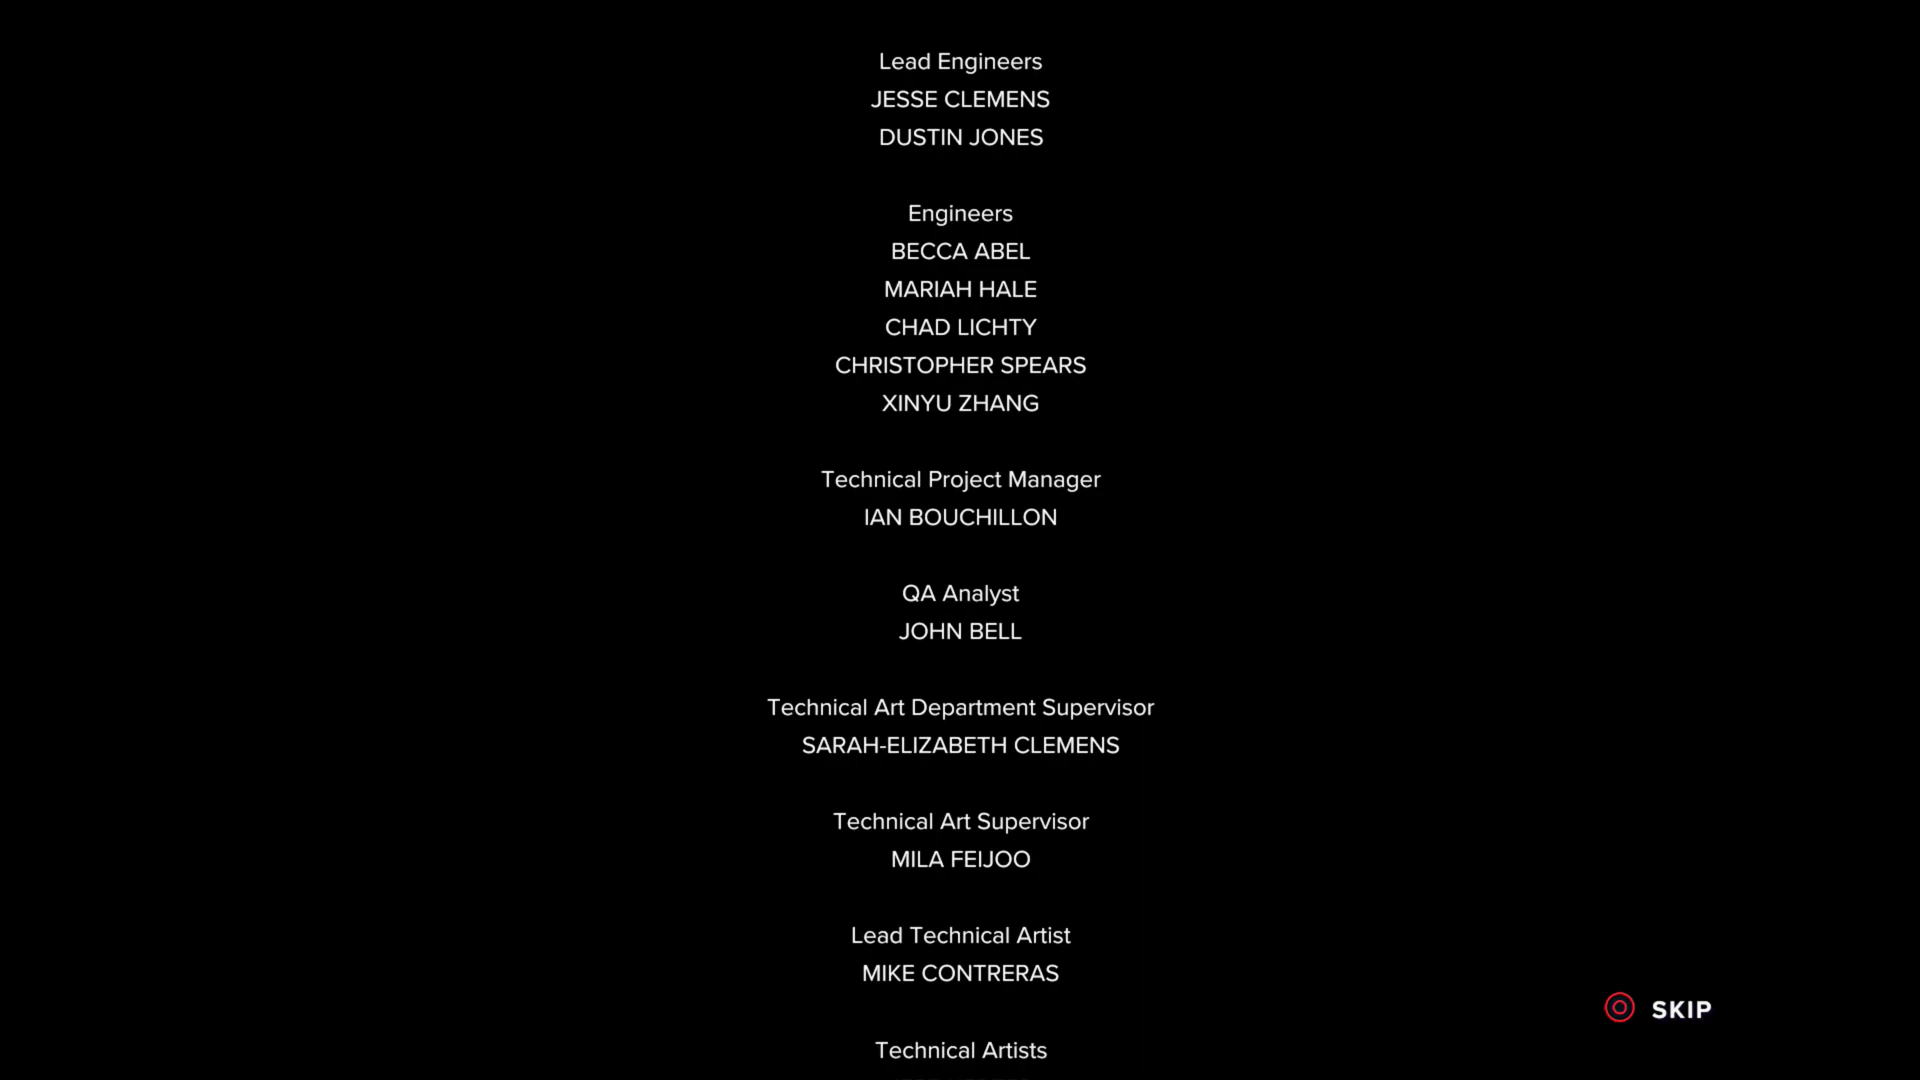 Lead Engineers
JESSE CLEMENS
DUSTIN JONES
Engineers
BECCA ABEL
MARIAH HALE
CHAD LICHTY
CHRISTOPHER SPEARS
XINYU ZHANG
Technical Project Manager
IAN BOUCHILLON
QA Analyst
JOHN BELL
Technical Art Department Supervisor
SARAH-ELIZABETH CLEMENS
Technical Art Supervisor
MILA FEIJOO
Lead Technical Artist
MIKE CONTRERAS
SKIP
Technical Artists